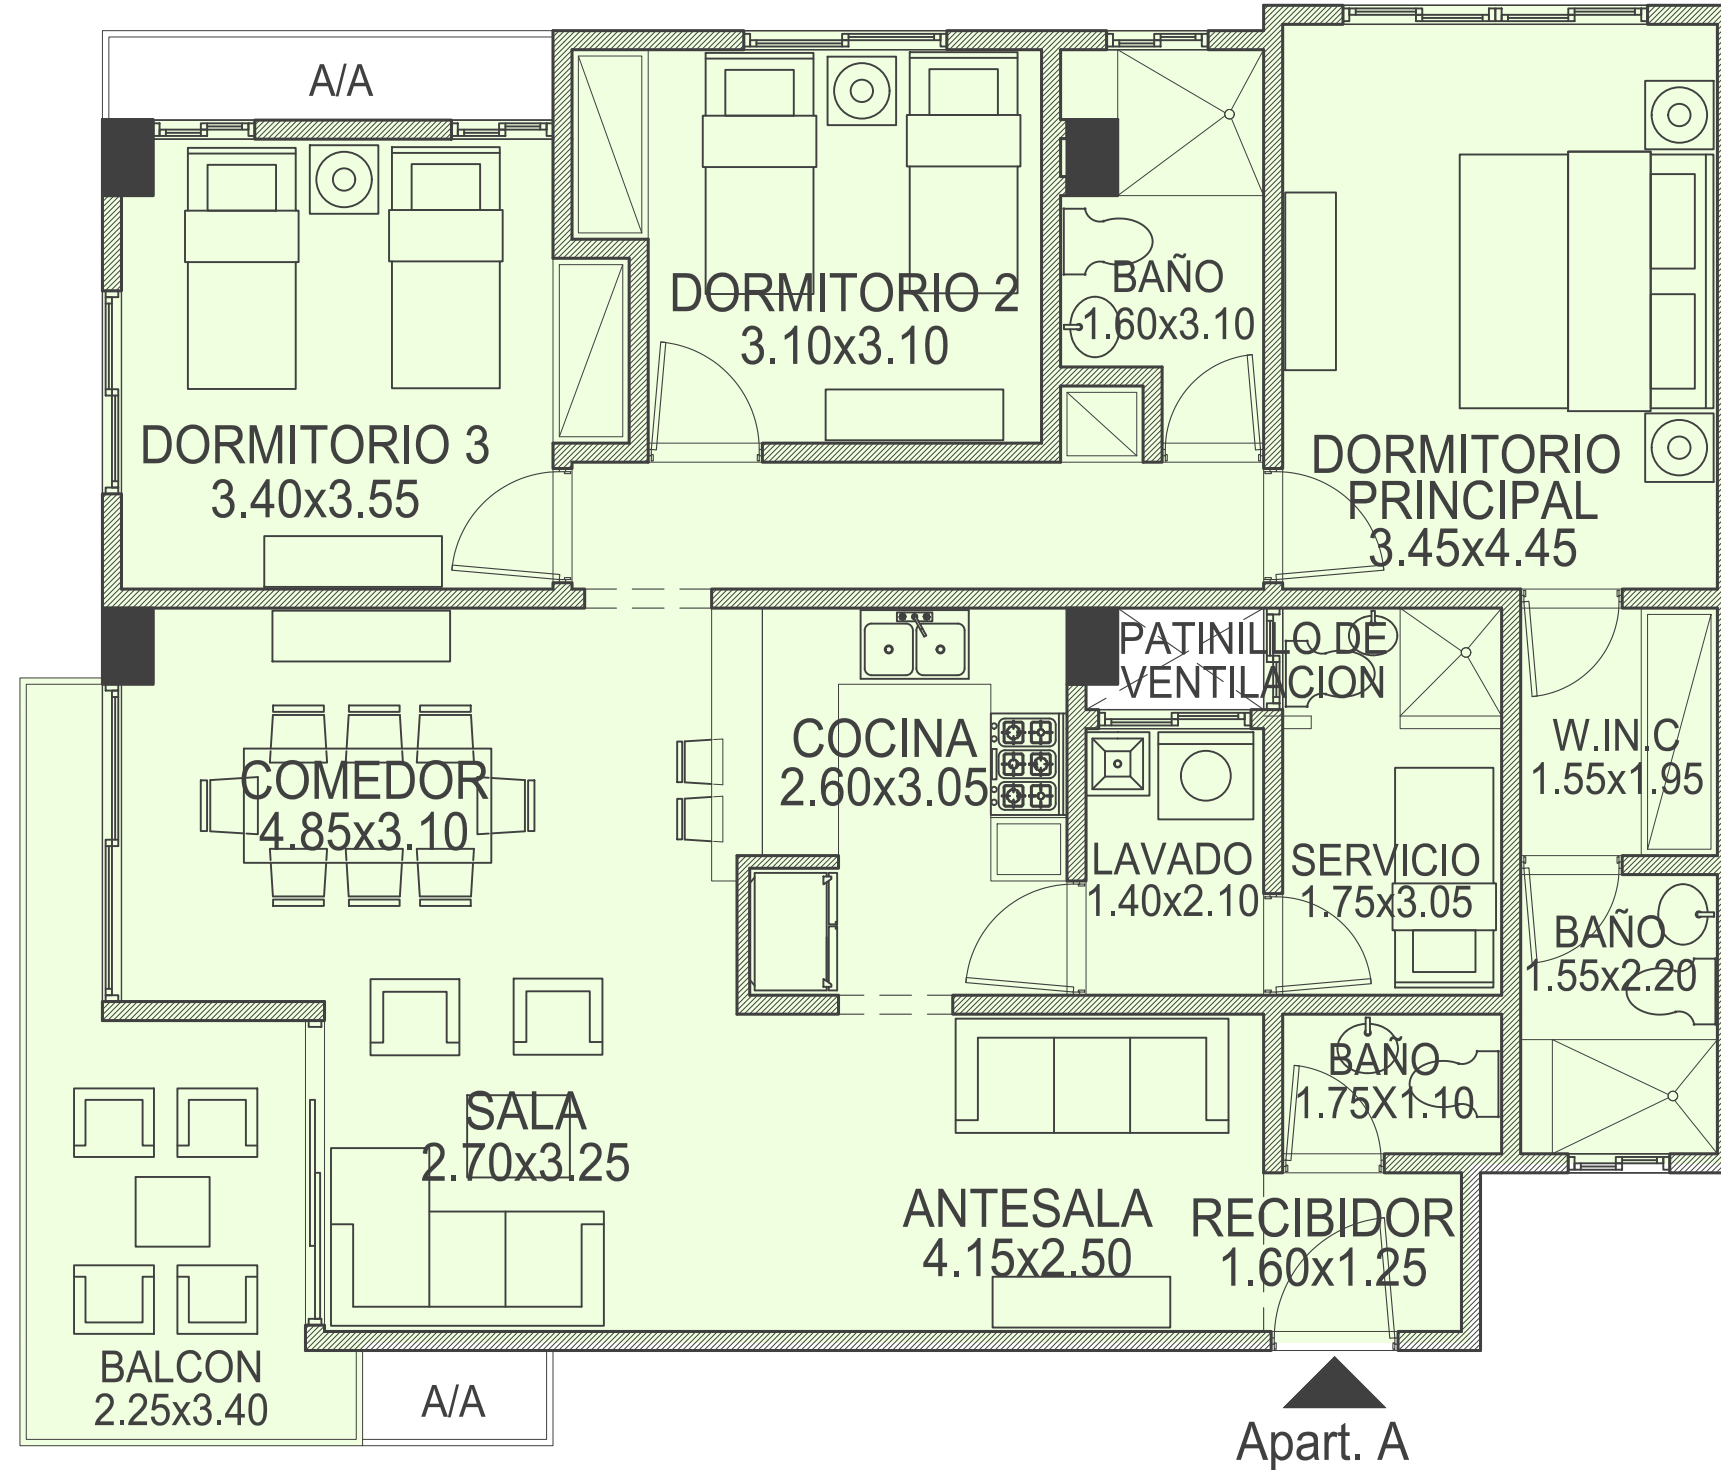 A/A
DORMITORIO 2
3.10x3.10
BAÑO
1.60x3.10
DORMITORIO 3
3.40x3.55
DORMITORIO
PRINCIPAL
3.45x4.45
PATINILLO DE
VENTILACION
COCINA
2.60x3.05
W.IN.C
1.55x1.95
COMEDOR
4.85x3.10
LAVADO
1.40x2.10
SERVICIO
1.75x3.05
BAÑO
1.55x2.20
BAÑO
1.75X1.10
SALA
2.70x3.25
ANTESALA
4.15x2.50
RECIBIDOR
1.60x1.25
BALCON
2.25x3.40
A/A
Apart. A